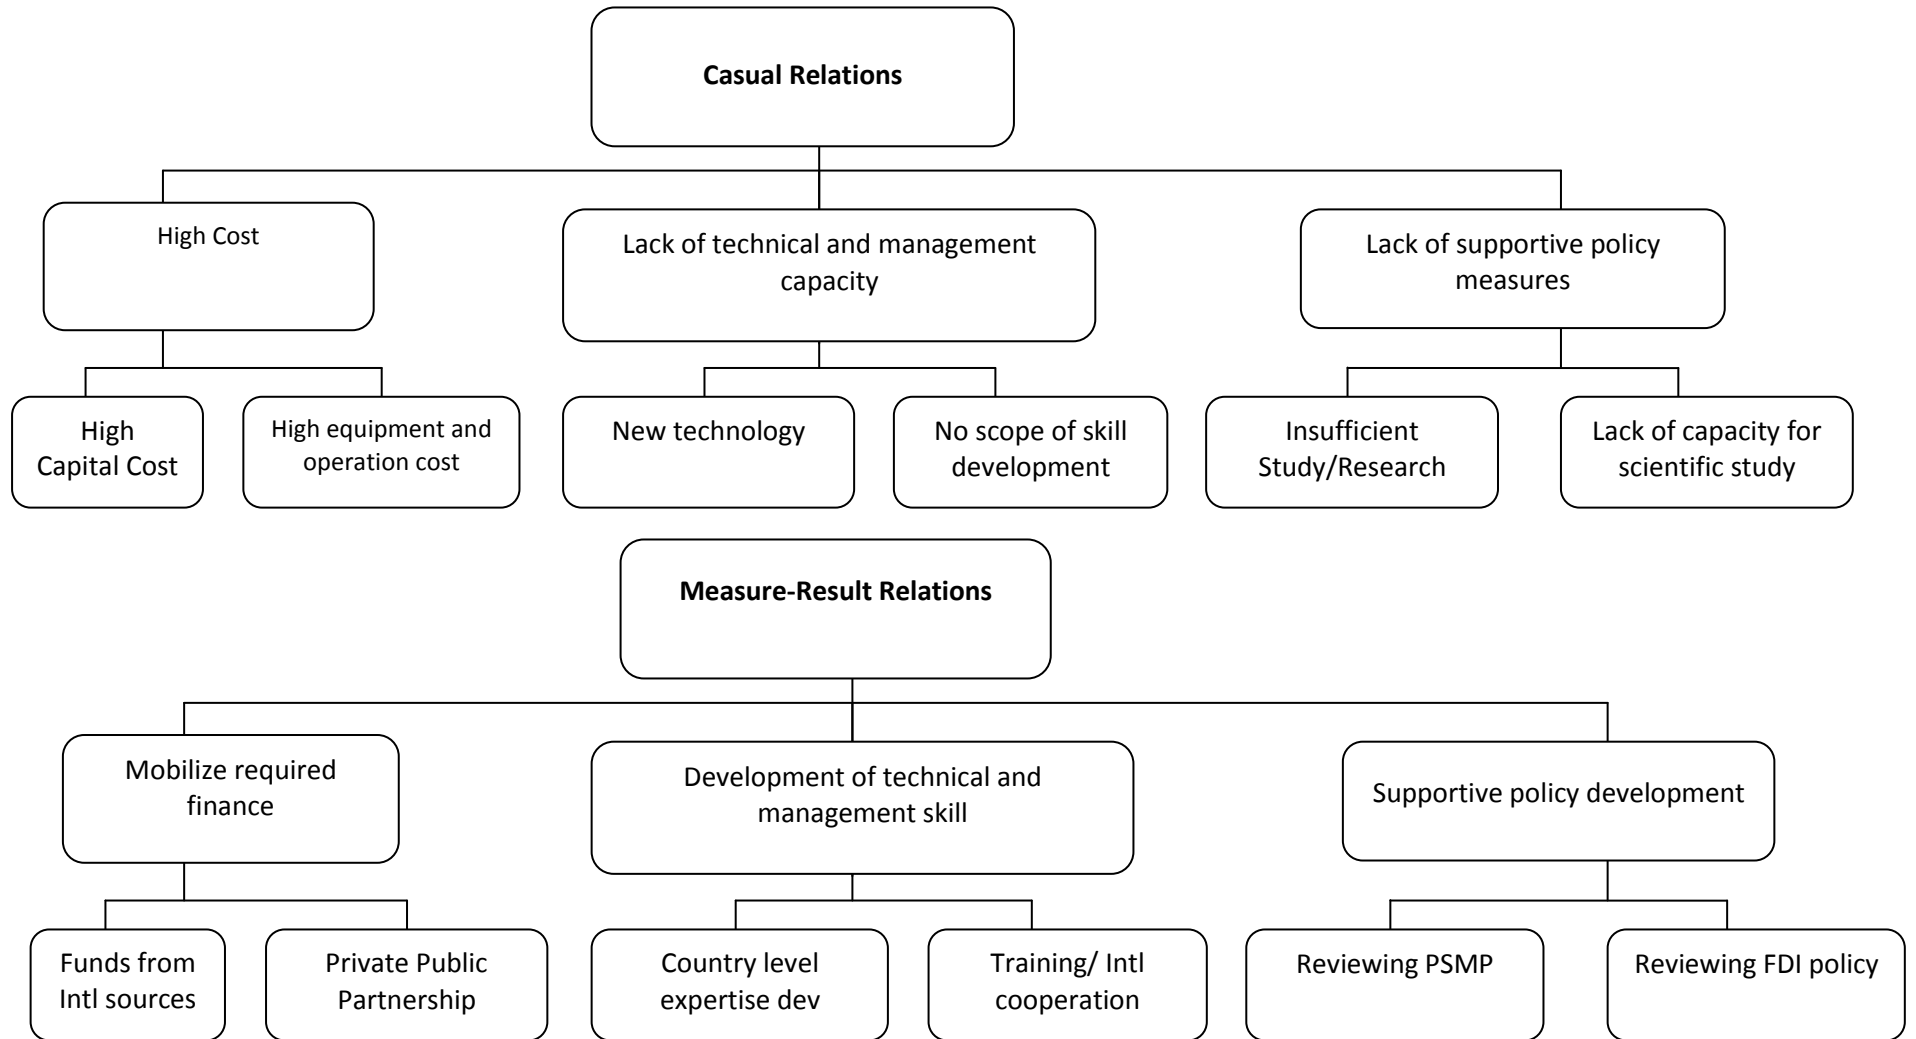 Casual Relations
High Cost
Lack of technical and management
capacity
Lack of supportive policy
measures
High
Capital Cost
High equipment and
operation cost
New technology
No scope of skill
development
Insufficient
Study/Research
Lack of capacity for
scientific study
Measure-Result Relations
Mobilize required
finance
Development of technical and
management skill
Supportive policy development
Funds from
Intl sources
Private Public
Partnership
Country level
expertise dev
Training/ Intl
cooperation
Reviewing PSMP
Reviewing FDI policy